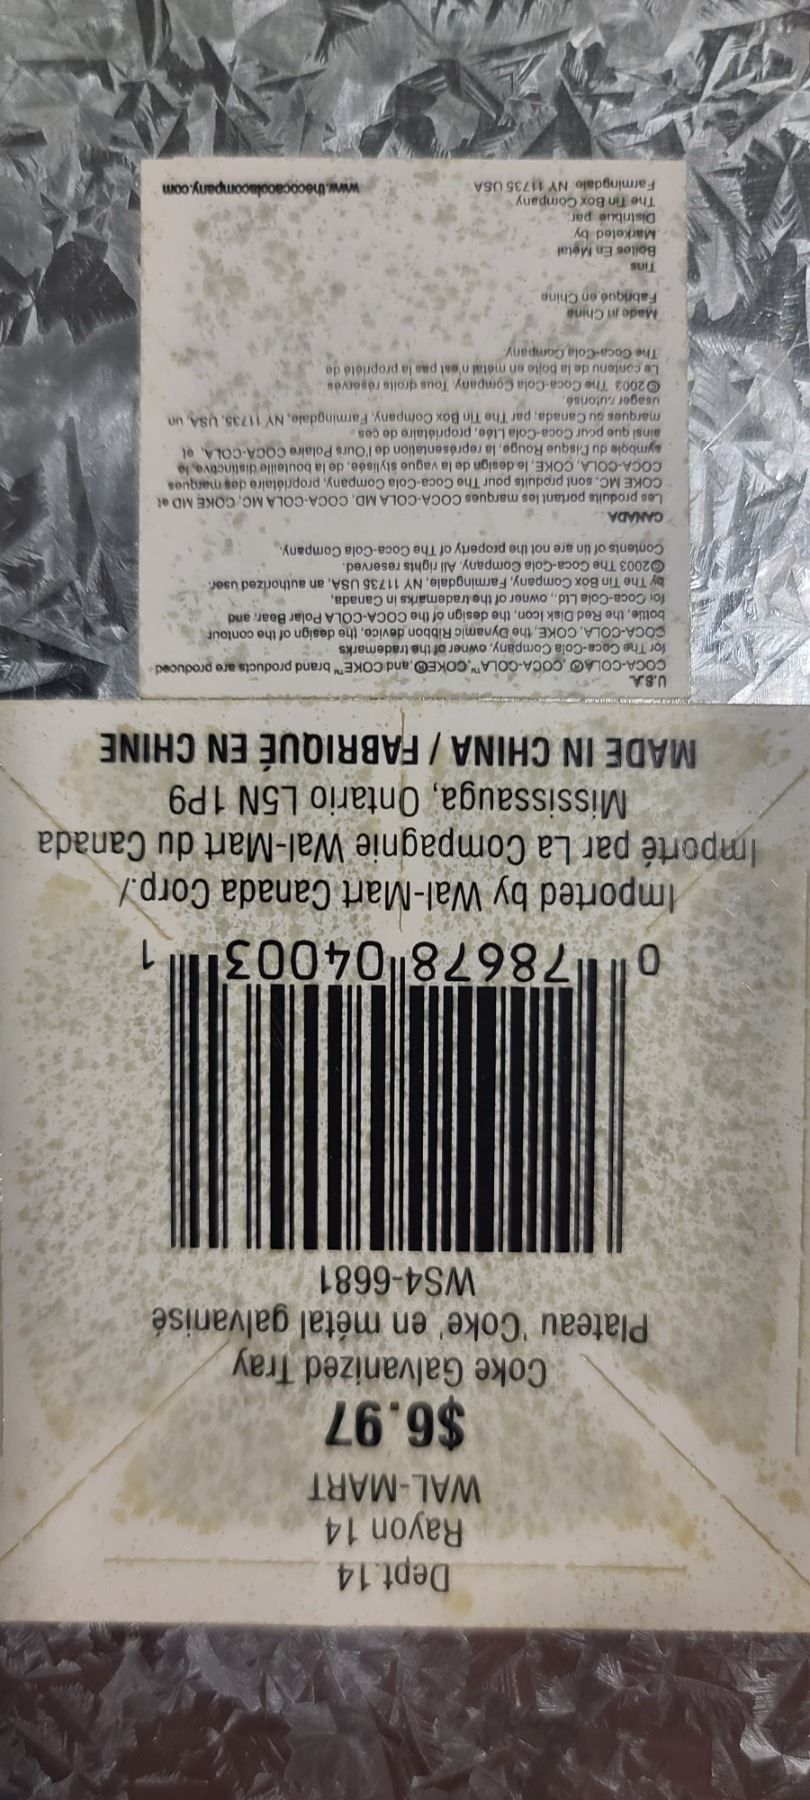 Dept.14
Rayon 14
WAL-MART
$6.97
Coke Galvanized Tray
Plateau 'Coke' en métal galvanisé
WS4-6681
0 78678 04003 1
Imported by Wal-Mart Canada Corp./
Importé par La Compagnie Wal-Mart du Canada
Mississauga, Ontario L5N 1P9
MADE IN CHINA / FABRIQUÉ EN CHINE
U.S.A.
COCA-COLA®, COCA-COLA™, COKE® and COKE™ brand products are produced
for The Coca-Cola Company, owner of the trademarks
COCA-COLA, COKE, the Dynamic Ribbon device, the design of the contour
bottle, the Red Disk Icon, the design of the COCA-COLA Polar Bear, and
for Coca-Cola Ltd., owner of the trademarks in Canada,
by The Tin Box Company, Farmingdale, NY 11735 USA, an authorized user.
©2003 The Coca-Cola Company. All rights reserved.
Contents of tin are not the property of The Coca-Cola Company.
CANADA
Les produits portant les marques COCA-COLA MD, COCA-COLA MC, COKE MD et
COKE MC, sont produits pour The Coca-Cola Company, propriétaire des marques
COCA-COLA, COKE, le design de la vague stylisée, de la bouteille distinctive, le
symbole du Disque Rouge, la représentation de l'Ours Polaire COCA-COLA, et
ainsi que pour Coca-Cola Ltée, propriétaire de ces
marques au Canada; par The Tin Box Company, Farmingdale, NY 11735, USA, un
usager autorisé.
©2003 The Coca-Cola Company. Tous droits réservés
Le contenu de la boîte en métal n'est pas la propriété de
The Coca-Cola Company.
Made in China
Fabriqué en Chine
Tins
Boîtes En Métal
Marketed by
Distribué par
The Tin Box Company
Farmingdale NY 11735 USA
www.thecocacolacompany.com